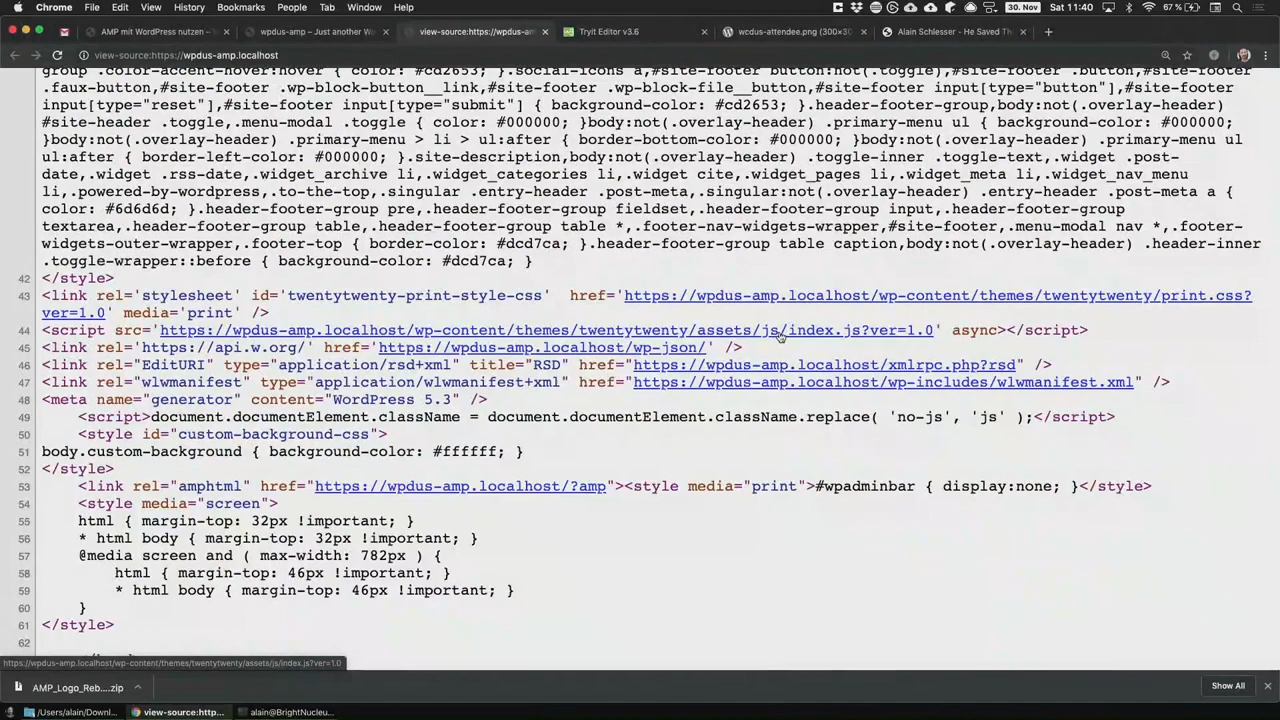 Chrome File Edit View History Bookmarks People Tab Window Help 30. Nov 67 % Sat 11:40
AMP mit WordPress nutzen – wpdus-amp – Just another W view-source:https://wpdus-am Tryit Editor v3.6 wcdus-attendee.png (300×30 Alain Schlesser - He Saved Th
view-source:https://wpdus-amp.localhost
group .color-accent-hover:hover { color: #cd2653; }.social-icons a,#site-footer button:not(.toggle),#site-footer .button,#site-footer
.faux-button,#site-footer .wp-block-button__link,#site-footer .wp-block-file__button,#site-footer input[type="button"],#site-footer
input[type="reset"],#site-footer input[type="submit"] { background-color: #cd2653; }.header-footer-group,body:not(.overlay-header)
#site-header .toggle,.menu-modal .toggle { color: #000000; }body:not(.overlay-header) .primary-menu ul { background-color: #000000;
}body:not(.overlay-header) .primary-menu > li > ul:after { border-bottom-color: #000000; }body:not(.overlay-header) .primary-menu ul
ul:after { border-left-color: #000000; }.site-description,body:not(.overlay-header) .toggle-inner .toggle-text,.widget .post-
date,.widget .rss-date,.widget_archive li,.widget_categories li,.widget cite,.widget_pages li,.widget_meta li,.widget_nav_menu
li,.powered-by-wordpress,.to-the-top,.singular .entry-header .post-meta,.singular:not(.overlay-header) .entry-header .post-meta a {
color: #6d6d6d; }.header-footer-group pre,.header-footer-group fieldset,.header-footer-group input,.header-footer-group
textarea,.header-footer-group table,.header-footer-group table *,.footer-nav-widgets-wrapper,#site-footer,.menu-modal nav *,.footer-
widgets-outer-wrapper,.footer-top { border-color: #dcd7ca; }.header-footer-group table caption,body:not(.overlay-header) .header-inner
.toggle-wrapper::before { background-color: #dcd7ca; }
42 </style>
43 <link rel='stylesheet' id='twentytwenty-print-style-css'  href='https://wpdus-amp.localhost/wp-content/themes/twentytwenty/print.css?
ver=1.0' media='print' />
44 <script src='https://wpdus-amp.localhost/wp-content/themes/twentytwenty/assets/js/index.js?ver=1.0' async></script>
45 <link rel='https://api.w.org/' href='https://wpdus-amp.localhost/wp-json/' />
46 <link rel="EditURI" type="application/rsd+xml" title="RSD" href="https://wpdus-amp.localhost/xmlrpc.php?rsd" />
47 <link rel="wlwmanifest" type="application/wlwmanifest+xml" href="https://wpdus-amp.localhost/wp-includes/wlwmanifest.xml" />
48 <meta name="generator" content="WordPress 5.3" />
49 <script>document.documentElement.className = document.documentElement.className.replace( 'no-js', 'js' );</script>
50 <style id="custom-background-css">
51 body.custom-background { background-color: #ffffff; }
52 </style>
53 <link rel="amphtml" href="https://wpdus-amp.localhost/?amp"><style media="print">#wpadminbar { display:none; }</style>
54 <style media="screen">
55 html { margin-top: 32px !important; }
56 * html body { margin-top: 32px !important; }
57 @media screen and ( max-width: 782px ) {
58 html { margin-top: 46px !important; }
59 * html body { margin-top: 46px !important; }
60 }
61 </style>
62
https://wpdus-amp.localhost/wp-content/themes/twentytwenty/assets/js/index.js?ver=1.0
AMP_Logo_Reb....zip Show All
/Users/alain/Downl... view-source:http... alain@BrightNucleu...